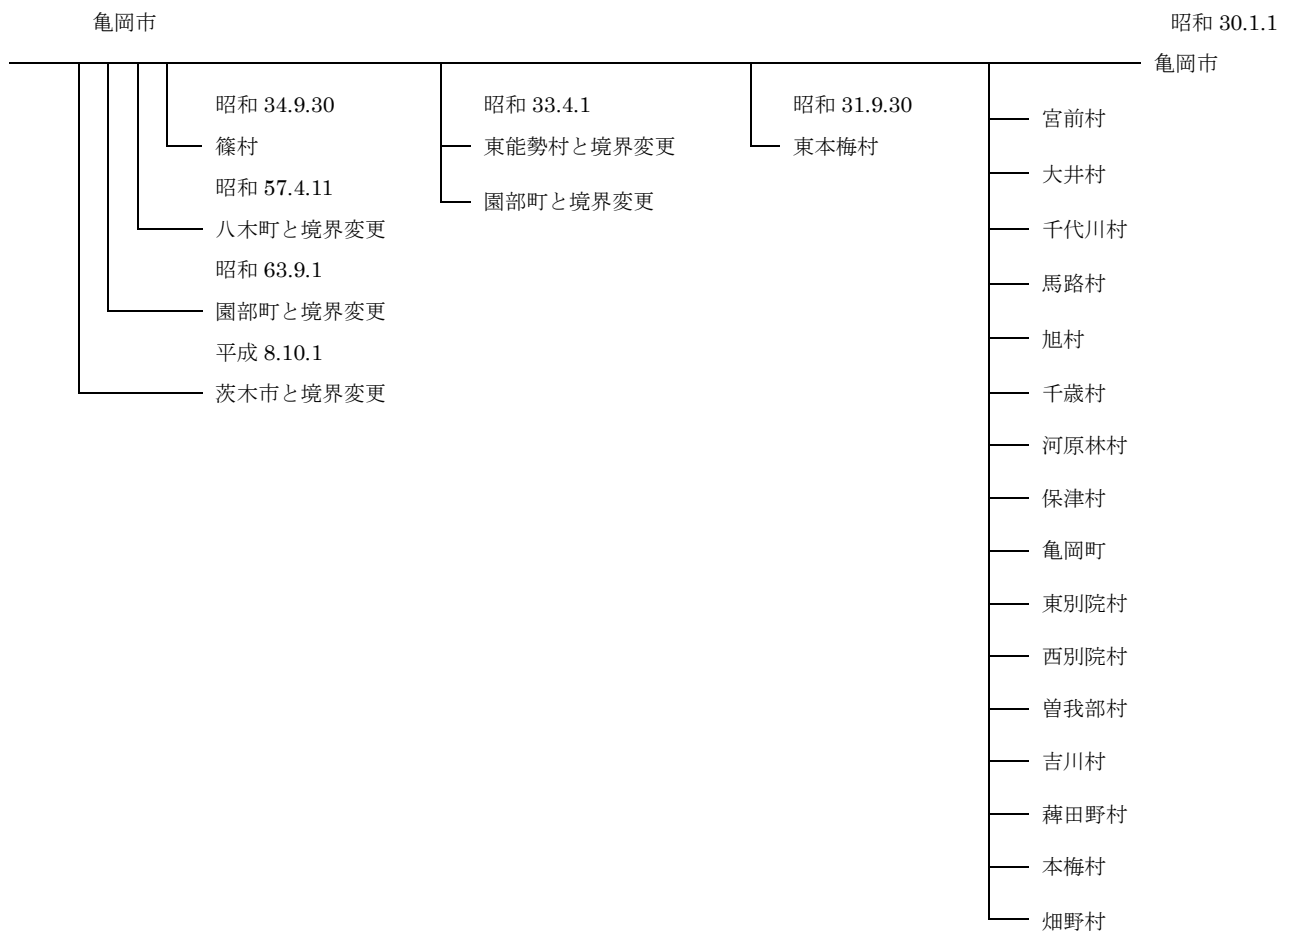 亀岡市
昭和 30.1.1
亀岡市
昭和 34.9.30
篠村
昭和 57.4.11
八木町と境界変更
昭和 63.9.1
園部町と境界変更
平成 8.10.1
茨木市と境界変更
昭和 33.4.1
東能勢村と境界変更
園部町と境界変更
昭和 31.9.30
東本梅村
宮前村
大井村
千代川村
馬路村
旭村
千歳村
河原林村
保津村
亀岡町
東別院村
西別院村
曽我部村
吉川村
薭田野村
本梅村
畑野村